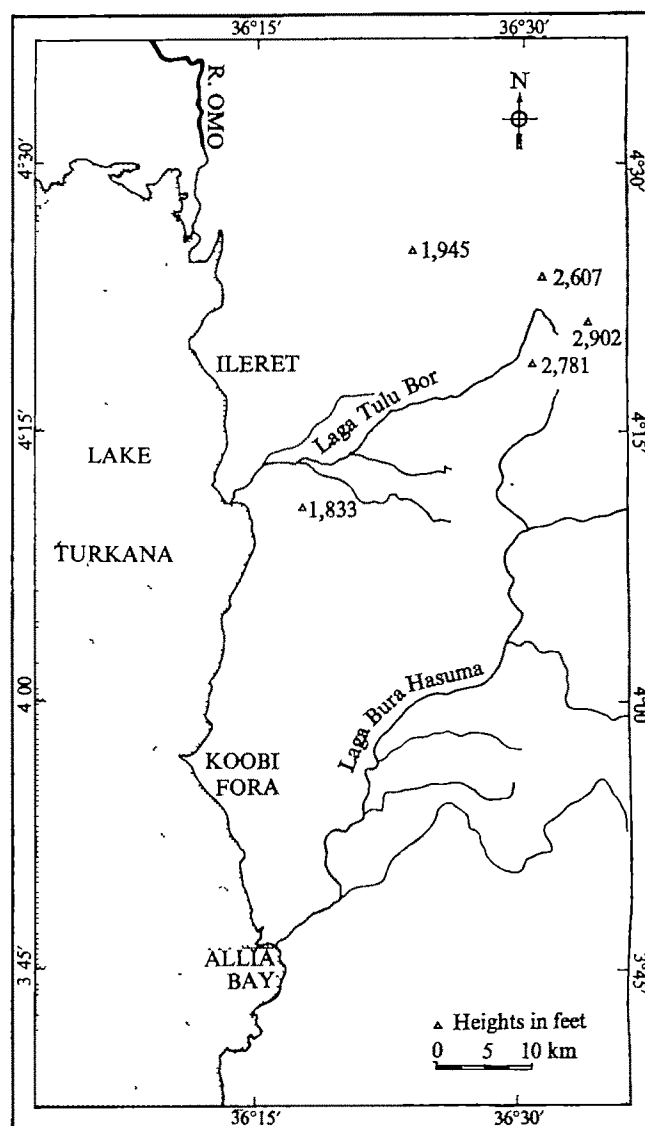 36°15′
36°30′
R. OMO
N
4°30′
4°30′
1,945
2,607
2,902
2,781
ILERET
Laga Tulu Bor
4°15′
4°15′
LAKE
TURKANA
1,833
Laga Bura Hasuma
4°00
4°00′
KOOBI
FORA
ALLIA
BAY
3°45′
3°45′
Heights in feet
0 5 10 km
36°15′
36°30′